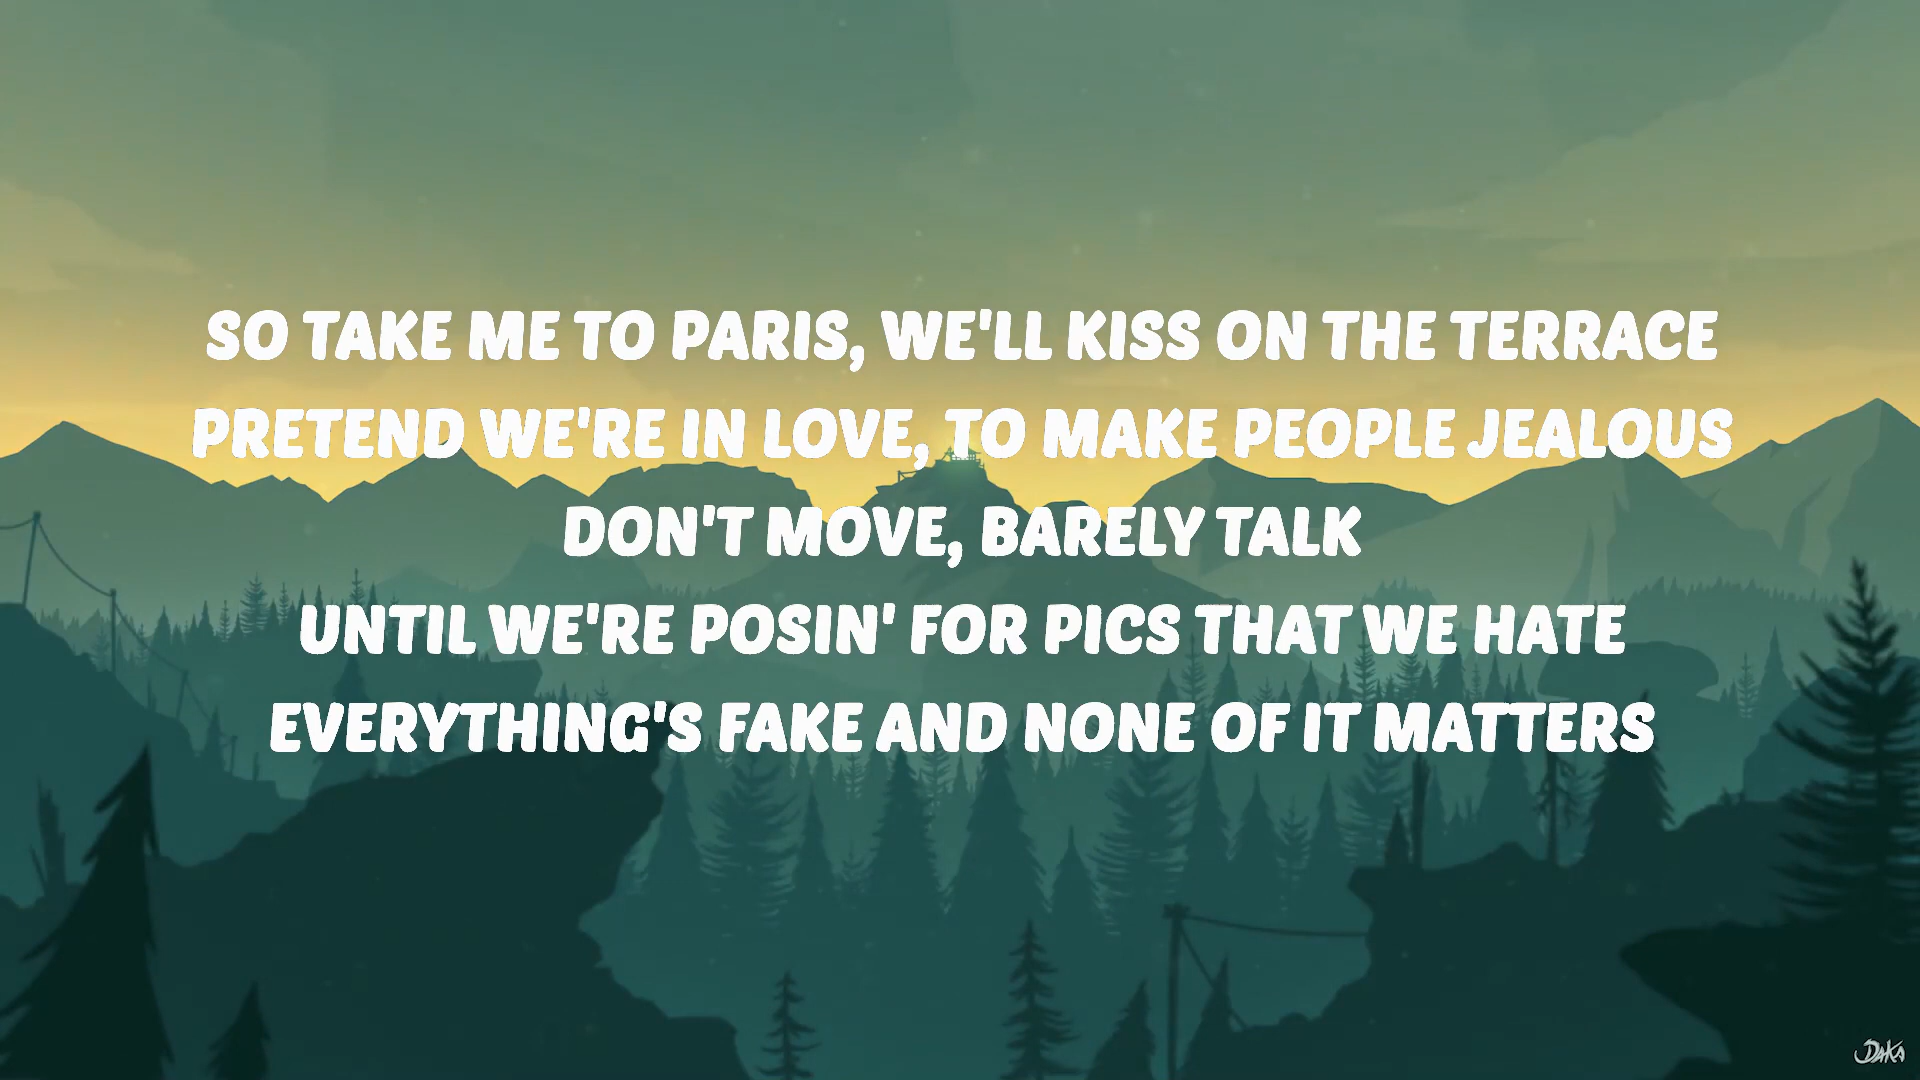 SO TAKE ME TO PARIS, WE'LL KISS ON THE TERRACE
PRETEND WE'RE IN LOVE, TO MAKE PEOPLE JEALOUS
DON'T MOVE, BARELY TALK
UNTIL WE'RE POSIN' FOR PICS THAT WE HATE
EVERYTHING'S FAKE AND NONE OF IT MATTERS
DAKA